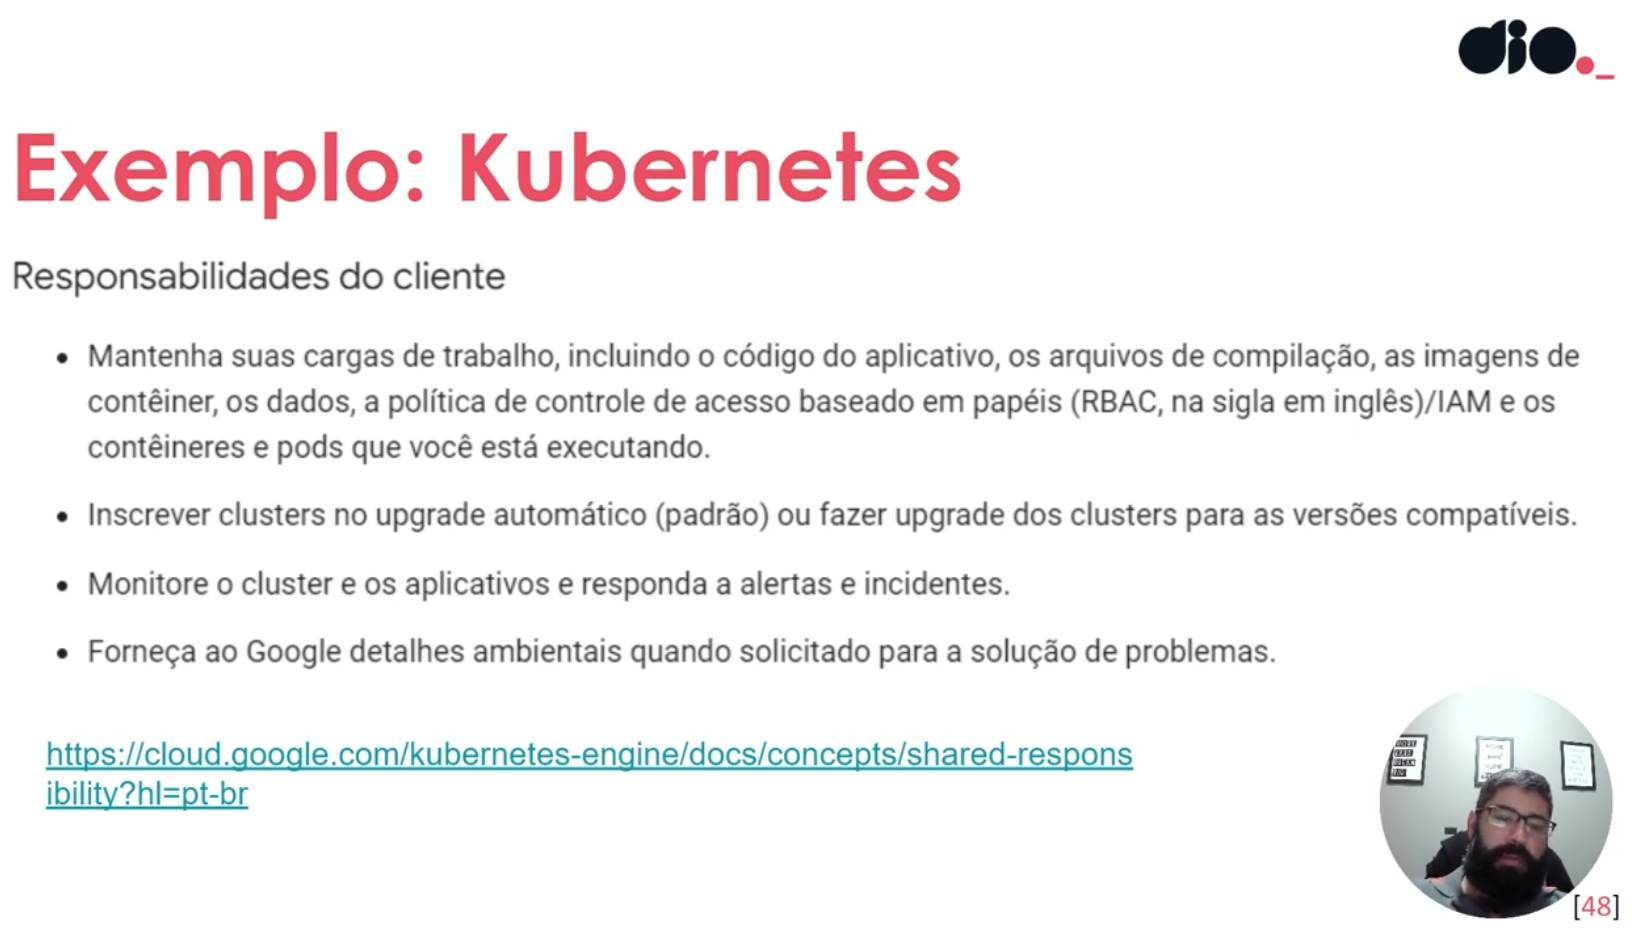 dio._
Exemplo: Kubernetes
Responsabilidades do cliente
• Mantenha suas cargas de trabalho, incluindo o código do aplicativo, os arquivos de compilação, as imagens de
contêiner, os dados, a política de controle de acesso baseado em papéis (RBAC, na sigla em inglês)/IAM e os
contêineres e pods que você está executando.
• Inscrever clusters no upgrade automático (padrão) ou fazer upgrade dos clusters para as versões compatíveis.
• Monitore o cluster e os aplicativos e responda a alertas e incidentes.
• Forneça ao Google detalhes ambientais quando solicitado para a solução de problemas.
https://cloud.google.com/kubernetes-engine/docs/concepts/shared-respons
ibility?hl=pt-br
[48]